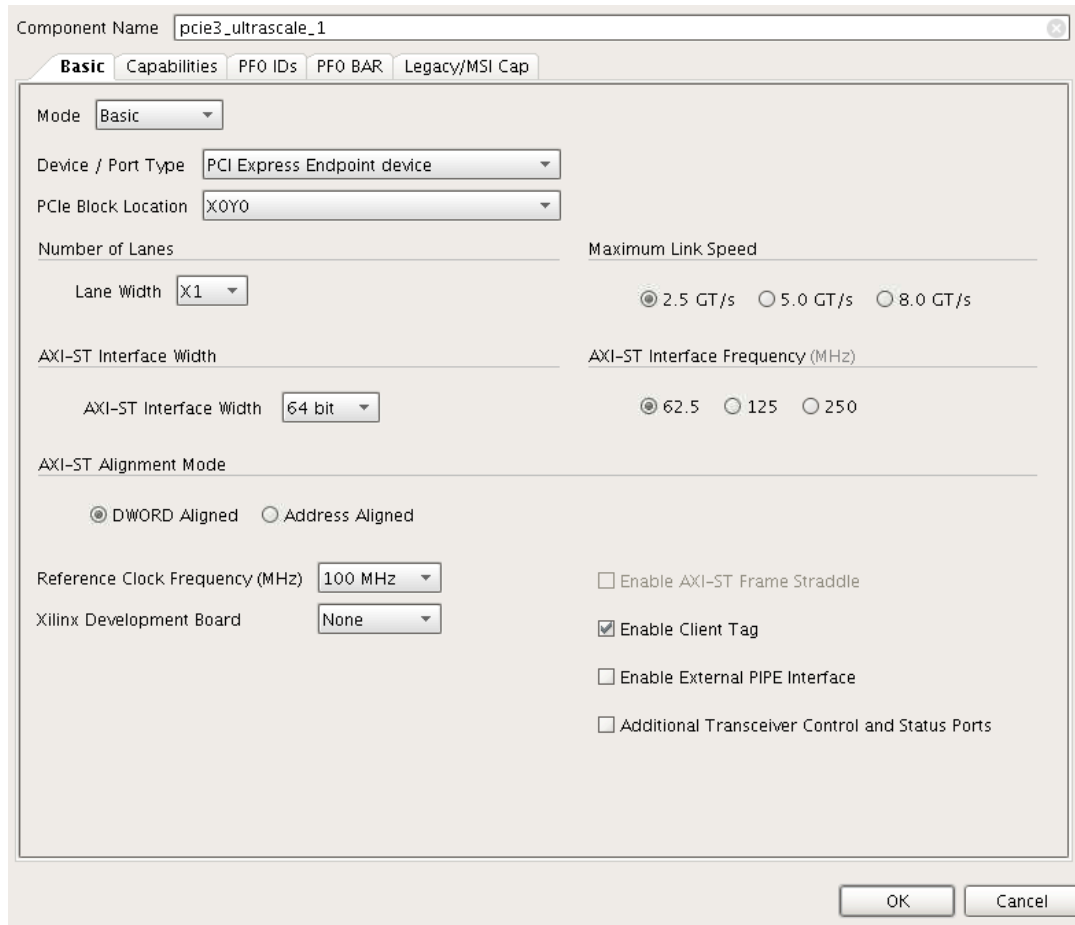 Component Name pcie3_ultrascale_1
Basic Capabilities PF0 IDs PF0 BAR Legacy/MSI Cap
Mode Basic
Device / Port Type PCI Express Endpoint device
PCIe Block Location X0Y0
Number of Lanes Maximum Link Speed
Lane Width X1 2.5 GT/s 5.0 GT/s 8.0 GT/s
AXI-ST Interface Width AXI-ST Interface Frequency (MHz)
AXI-ST Interface Width 64 bit 62.5 125 250
AXI-ST Alignment Mode
DWORD Aligned Address Aligned
Reference Clock Frequency (MHz) 100 MHz Enable AXI-ST Frame Straddle
Xilinx Development Board None Enable Client Tag
Enable External PIPE Interface
Additional Transceiver Control and Status Ports
OK Cancel